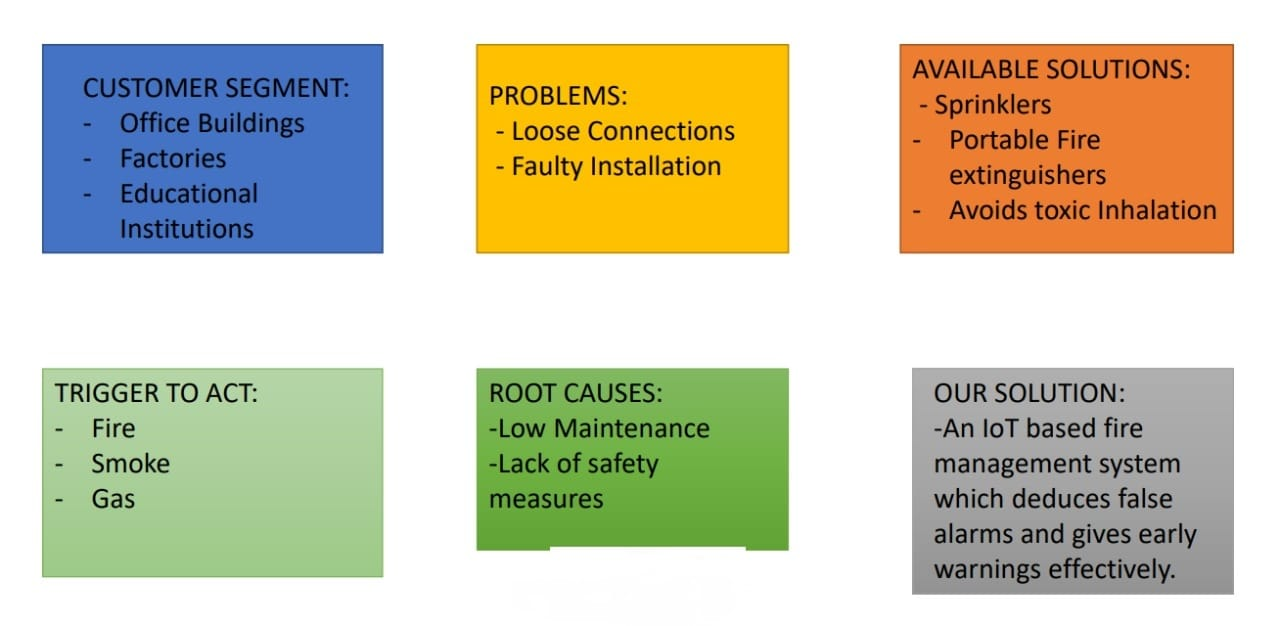 CUSTOMER SEGMENT:
- Office Buildings
- Factories
- Educational
Institutions
PROBLEMS:
- Loose Connections
- Faulty Installation
AVAILABLE SOLUTIONS:
- Sprinklers
- Portable Fire
extinguishers
- Avoids toxic Inhalation
TRIGGER TO ACT:
- Fire
- Smoke
- Gas
ROOT CAUSES:
-Low Maintenance
-Lack of safety
measures
OUR SOLUTION:
-An IoT based fire
management system
which deduces false
alarms and gives early
warnings effectively.